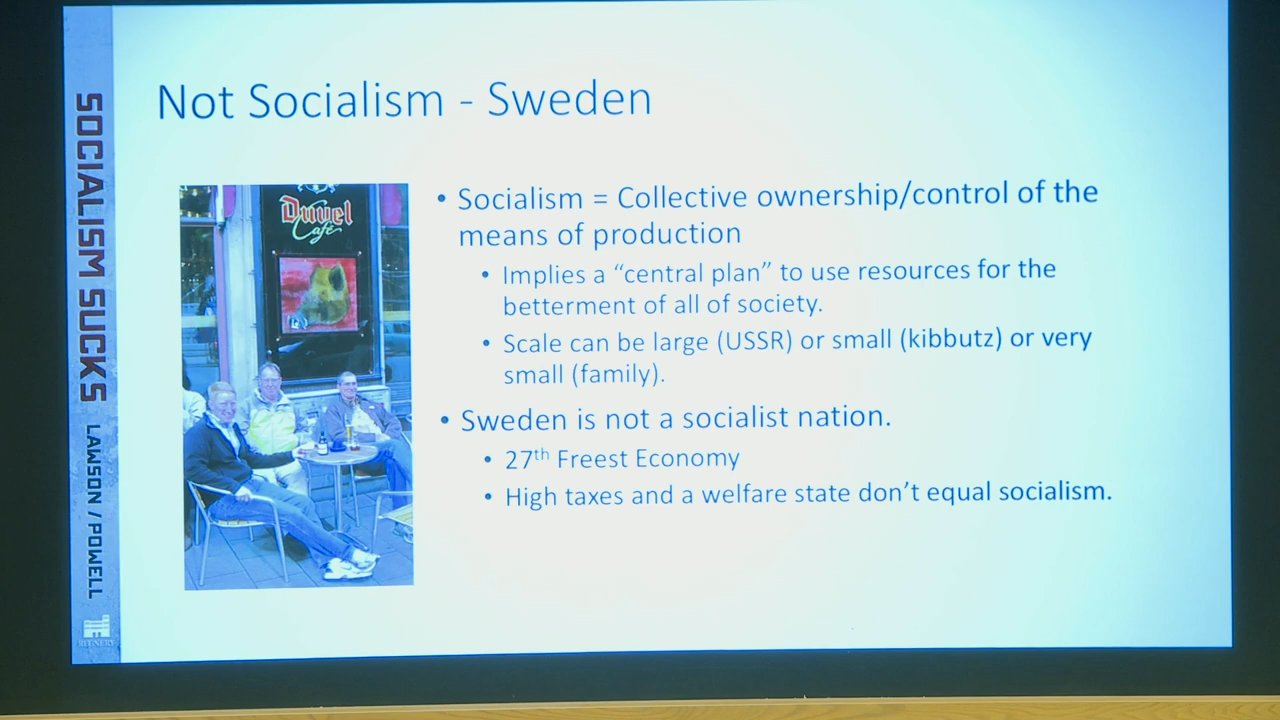 Not Socialism - Sweden
SOCIALISM SUCKS
LAWSON / POWELL
REGNERY
Duvel
Café
• Socialism = Collective ownership/control of the
means of production
• Implies a “central plan” to use resources for the
betterment of all of society.
• Scale can be large (USSR) or small (kibbutz) or very
small (family).
• Sweden is not a socialist nation.
• 27th Freest Economy
• High taxes and a welfare state don’t equal socialism.